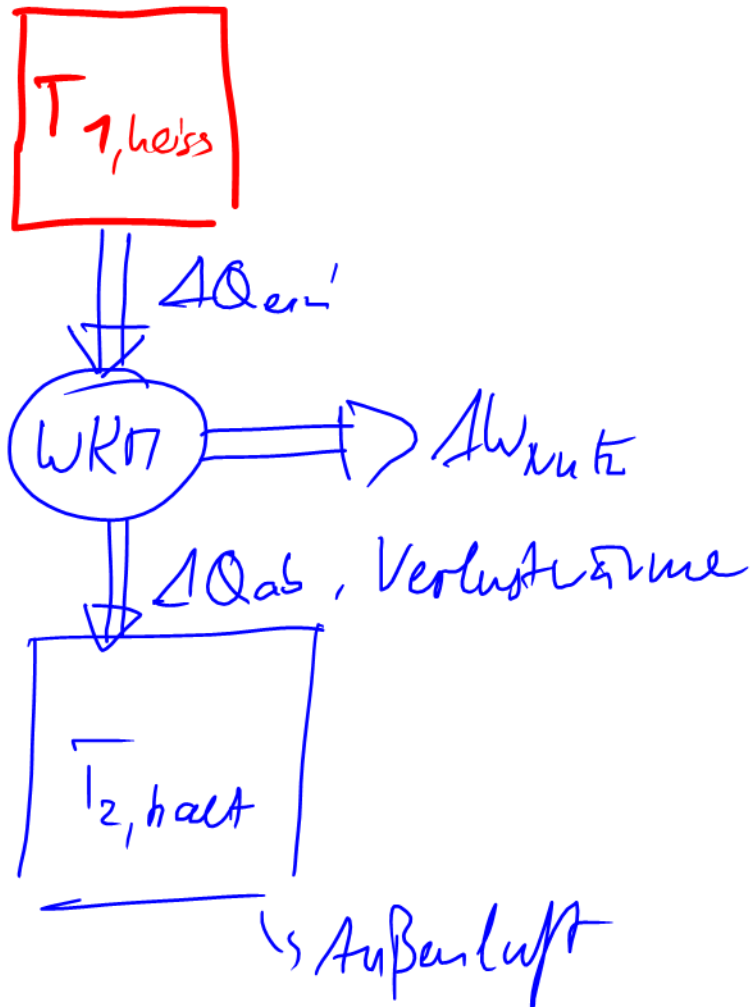 T1,heiss
ΔQein
WKM
ΔWNutz
ΔQab, Verlustwärme
T2,kalt
↳ Außenluft